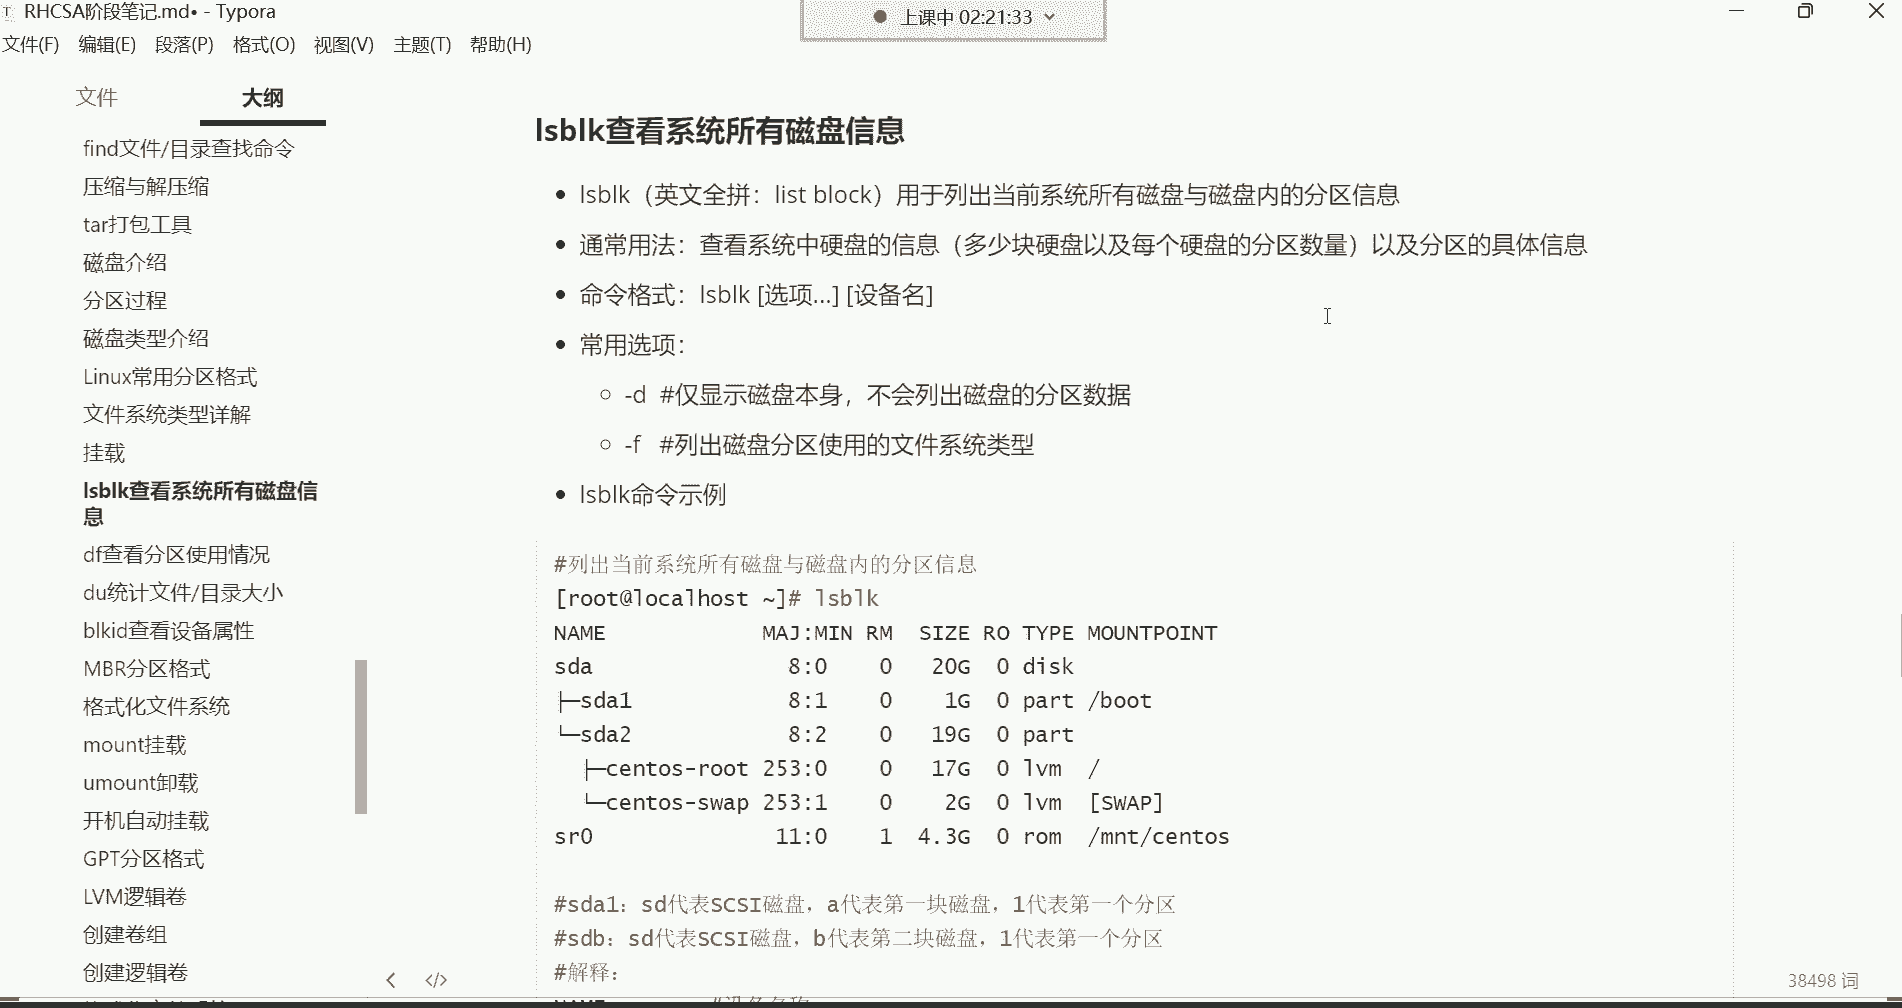 RHCSA阶段笔记.md• - Typora
上课中 02:21:33
文件(F) 编辑(E) 段落(P) 格式(O) 视图(V) 主题(T) 帮助(H)
文件 大纲
find文件/目录查找命令
压缩与解压缩
tar打包工具
磁盘介绍
分区过程
磁盘类型介绍
Linux常用分区格式
文件系统类型详解
挂载
lsblk查看系统所有磁盘信
息
df查看分区使用情况
du统计文件/目录大小
blkid查看设备属性
MBR分区格式
格式化文件系统
mount挂载
umount卸载
开机自动挂载
GPT分区格式
LVM逻辑卷
创建卷组
创建逻辑卷
lsblk查看系统所有磁盘信息
• lsblk（英文全拼：list block）用于列出当前系统所有磁盘与磁盘内的分区信息
• 通常用法：查看系统中硬盘的信息（多少块硬盘以及每个硬盘的分区数量）以及分区的具体信息
• 命令格式：lsblk [选项...] [设备名]
• 常用选项：
◦ -d #仅显示磁盘本身，不会列出磁盘的分区数据
◦ -f #列出磁盘分区使用的文件系统类型
• lsblk命令示例
#列出当前系统所有磁盘与磁盘内的分区信息
[root@localhost ~]# lsblk
NAME MAJ:MIN RM SIZE RO TYPE MOUNTPOINT
sda 8:0 0 20G 0 disk
├─sda1 8:1 0 1G 0 part /boot
└─sda2 8:2 0 19G 0 part
├─centos-root 253:0 0 17G 0 lvm /
└─centos-swap 253:1 0 2G 0 lvm [SWAP]
sr0 11:0 1 4.3G 0 rom /mnt/centos
#sda1：sd代表SCSI磁盘，a代表第一块磁盘，1代表第一个分区
#sdb：sd代表SCSI磁盘，b代表第二块磁盘，1代表第一个分区
#解释：
38498 词